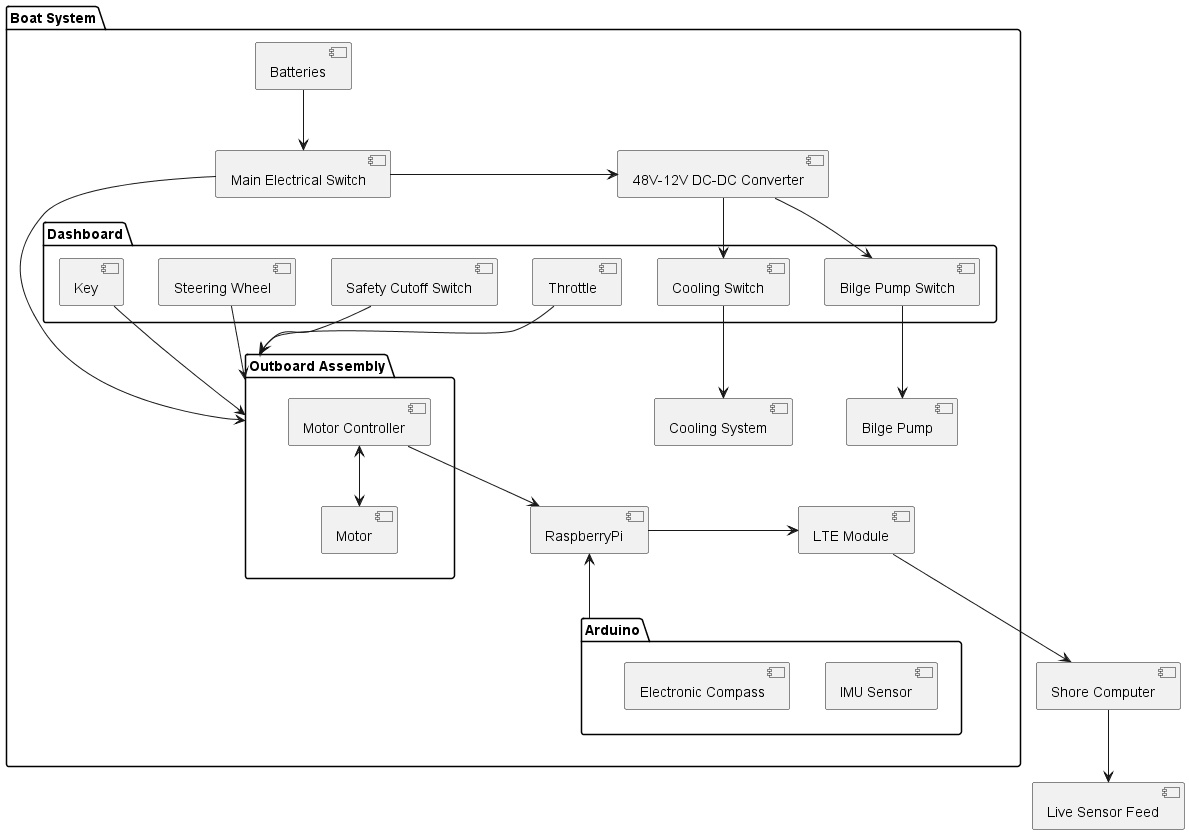 Boat System
Batteries
Main Electrical Switch
48V-12V DC-DC Converter
Dashboard
Key
Steering Wheel
Safety Cutoff Switch
Throttle
Cooling Switch
Bilge Pump Switch
Outboard Assembly
Motor Controller
Cooling System
Bilge Pump
Motor
RaspberryPi
LTE Module
Arduino
Electronic Compass
IMU Sensor
Shore Computer
Live Sensor Feed